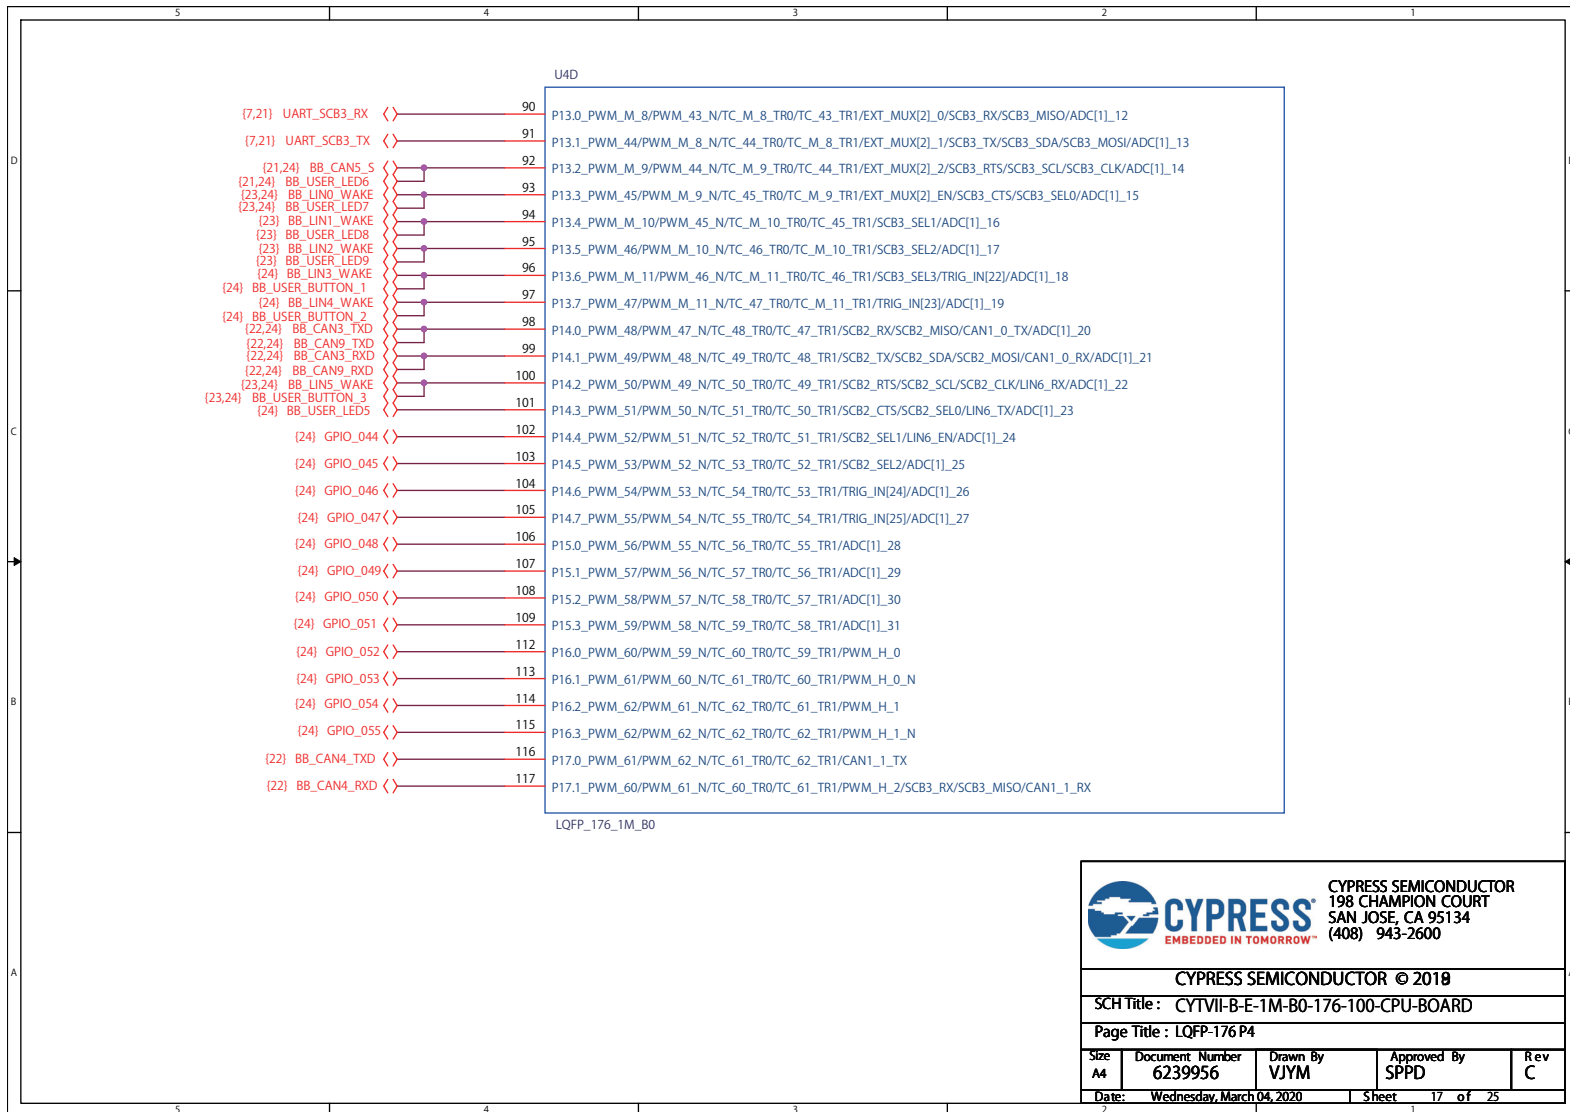 5 4 3 2 1
U4D
{7,21} UART_SCB3_RX 90 P13.0_PWM_M_8/PWM_43_N/TC_M_8_TR0/TC_43_TR1/EXT_MUX[2]_0/SCB3_RX/SCB3_MISO/ADC[1]_12
{7,21} UART_SCB3_TX 91 P13.1_PWM_44/PWM_M_8_N/TC_44_TR0/TC_M_8_TR1/EXT_MUX[2]_1/SCB3_TX/SCB3_SDA/SCB3_MOSI/ADC[1]_13
D
{21,24} BB_CAN5_S 92 P13.2_PWM_M_9/PWM_44_N/TC_M_9_TR0/TC_44_TR1/EXT_MUX[2]_2/SCB3_RTS/SCB3_SCL/SCB3_CLK/ADC[1]_14
{21,24} BB_USER_LED6
{23,24} BB_LIN0_WAKE 93 P13.3_PWM_45/PWM_M_9_N/TC_45_TR0/TC_M_9_TR1/EXT_MUX[2]_EN/SCB3_CTS/SCB3_SEL0/ADC[1]_15
{23,24} BB_USER_LED7
{23} BB_LIN1_WAKE 94 P13.4_PWM_M_10/PWM_45_N/TC_M_10_TR0/TC_45_TR1/SCB3_SEL1/ADC[1]_16
{23} BB_USER_LED8
{23} BB_LIN2_WAKE 95 P13.5_PWM_46/PWM_M_10_N/TC_46_TR0/TC_M_10_TR1/SCB3_SEL2/ADC[1]_17
{23} BB_USER_LED9
{24} BB_LIN3_WAKE 96 P13.6_PWM_M_11/PWM_46_N/TC_M_11_TR0/TC_46_TR1/SCB3_SEL3/TRIG_IN[22]/ADC[1]_18
{24} BB_USER_BUTTON_1
{24} BB_LIN4_WAKE 97 P13.7_PWM_47/PWM_M_11_N/TC_47_TR0/TC_M_11_TR1/TRIG_IN[23]/ADC[1]_19
{24} BB_USER_BUTTON_2
{22,24} BB_CAN3_TXD 98 P14.0_PWM_48/PWM_47_N/TC_48_TR0/TC_47_TR1/SCB2_RX/SCB2_MISO/CAN1_0_TX/ADC[1]_20
{22,24} BB_CAN9_TXD
{22,24} BB_CAN3_RXD 99 P14.1_PWM_49/PWM_48_N/TC_49_TR0/TC_48_TR1/SCB2_TX/SCB2_SDA/SCB2_MOSI/CAN1_0_RX/ADC[1]_21
{22,24} BB_CAN9_RXD
{23,24} BB_LIN5_WAKE 100 P14.2_PWM_50/PWM_49_N/TC_50_TR0/TC_49_TR1/SCB2_RTS/SCB2_SCL/SCB2_CLK/LIN6_RX/ADC[1]_22
{23,24} BB_USER_BUTTON_3
{24} BB_USER_LED5 101 P14.3_PWM_51/PWM_50_N/TC_51_TR0/TC_50_TR1/SCB2_CTS/SCB2_SEL0/LIN6_TX/ADC[1]_23
C
{24} GPIO_044 102 P14.4_PWM_52/PWM_51_N/TC_52_TR0/TC_51_TR1/SCB2_SEL1/LIN6_EN/ADC[1]_24
{24} GPIO_045 103 P14.5_PWM_53/PWM_52_N/TC_53_TR0/TC_52_TR1/SCB2_SEL2/ADC[1]_25
{24} GPIO_046 104 P14.6_PWM_54/PWM_53_N/TC_54_TR0/TC_53_TR1/TRIG_IN[24]/ADC[1]_26
{24} GPIO_047 105 P14.7_PWM_55/PWM_54_N/TC_55_TR0/TC_54_TR1/TRIG_IN[25]/ADC[1]_27
{24} GPIO_048 106 P15.0_PWM_56/PWM_55_N/TC_56_TR0/TC_55_TR1/ADC[1]_28
{24} GPIO_049 107 P15.1_PWM_57/PWM_56_N/TC_57_TR0/TC_56_TR1/ADC[1]_29
{24} GPIO_050 108 P15.2_PWM_58/PWM_57_N/TC_58_TR0/TC_57_TR1/ADC[1]_30
{24} GPIO_051 109 P15.3_PWM_59/PWM_58_N/TC_59_TR0/TC_58_TR1/ADC[1]_31
{24} GPIO_052 112 P16.0_PWM_60/PWM_59_N/TC_60_TR0/TC_59_TR1/PWM_H_0
{24} GPIO_053 113 P16.1_PWM_61/PWM_60_N/TC_61_TR0/TC_60_TR1/PWM_H_0_N
B
{24} GPIO_054 114 P16.2_PWM_62/PWM_61_N/TC_62_TR0/TC_61_TR1/PWM_H_1
{24} GPIO_055 115 P16.3_PWM_62/PWM_62_N/TC_62_TR0/TC_62_TR1/PWM_H_1_N
{22} BB_CAN4_TXD 116 P17.0_PWM_61/PWM_62_N/TC_61_TR0/TC_62_TR1/CAN1_1_TX
{22} BB_CAN4_RXD 117 P17.1_PWM_60/PWM_61_N/TC_60_TR0/TC_61_TR1/PWM_H_2/SCB3_RX/SCB3_MISO/CAN1_1_RX
LQFP_176_1M_B0
A
CYPRESS
EMBEDDED IN TOMORROW™
CYPRESS SEMICONDUCTOR
198 CHAMPION COURT
SAN JOSE, CA 95134
(408) 943-2600
CYPRESS SEMICONDUCTOR ©
SCH Title : CYTVII-B-E-1M-B0-176-100-CPU-BOARD
Page Title : LQFP-176 P4
Size Document Number Drawn By Approved By Rev
A4 6239956 VJYM SPPD C
Date: Wednesday, March 04, 2020 Sheet 17 of 25
5 4 3 2 1